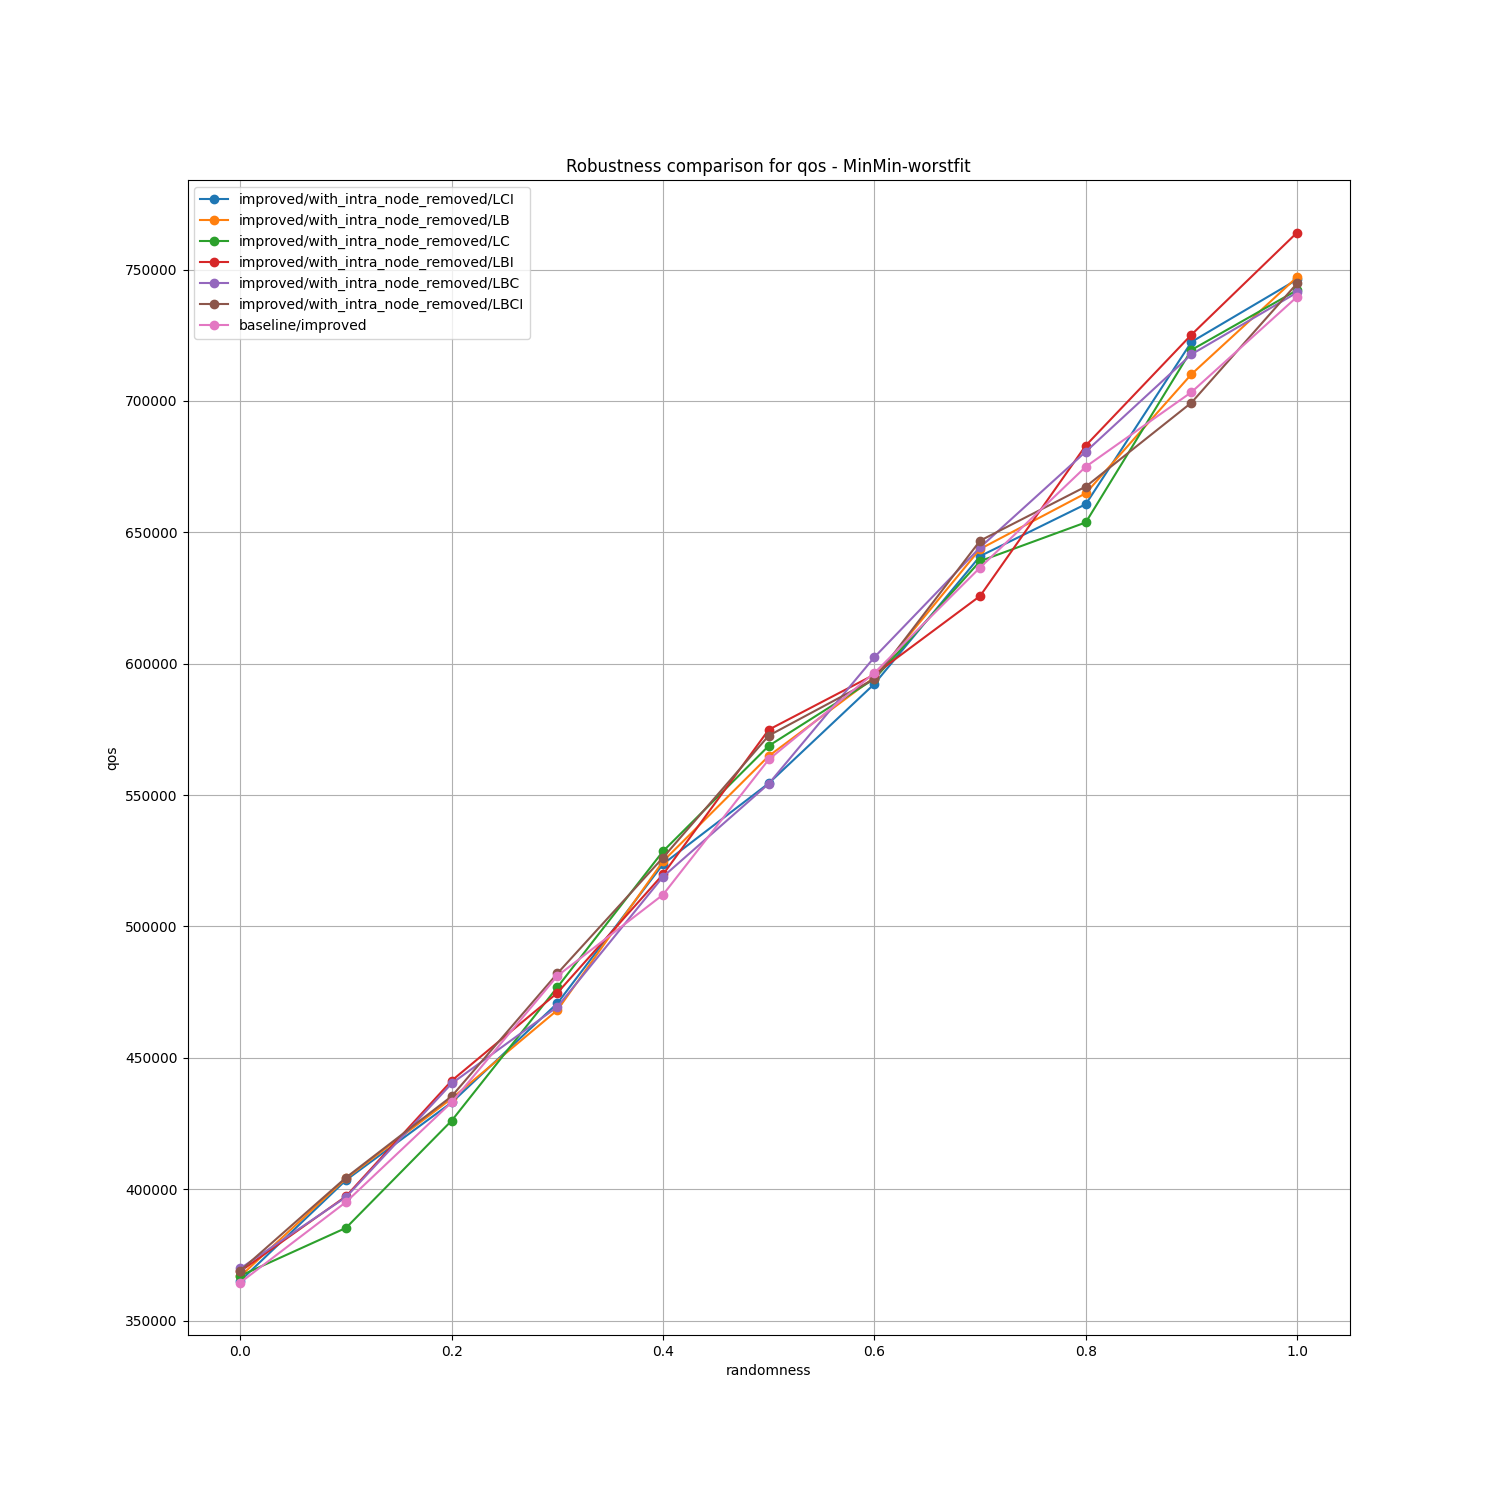 Robustness comparison for qos - MinMin-worstfit
improved/with_intra_node_removed/LCI
improved/with_intra_node_removed/LB
improved/with_intra_node_removed/LC
improved/with_intra_node_removed/LBI
improved/with_intra_node_removed/LBC
improved/with_intra_node_removed/LBCI
baseline/improved
750000
700000
650000
600000
550000
500000
450000
400000
350000
qos
0.0 0.2 0.4 0.6 0.8 1.0
randomness